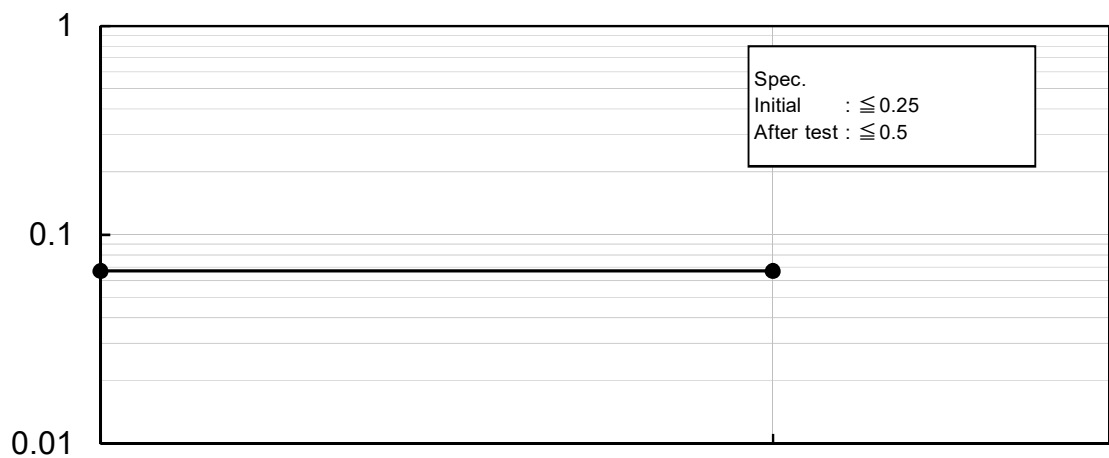 1
Spec.
Initial : ≦0.25
After test : ≦0.5
0.1
0.01